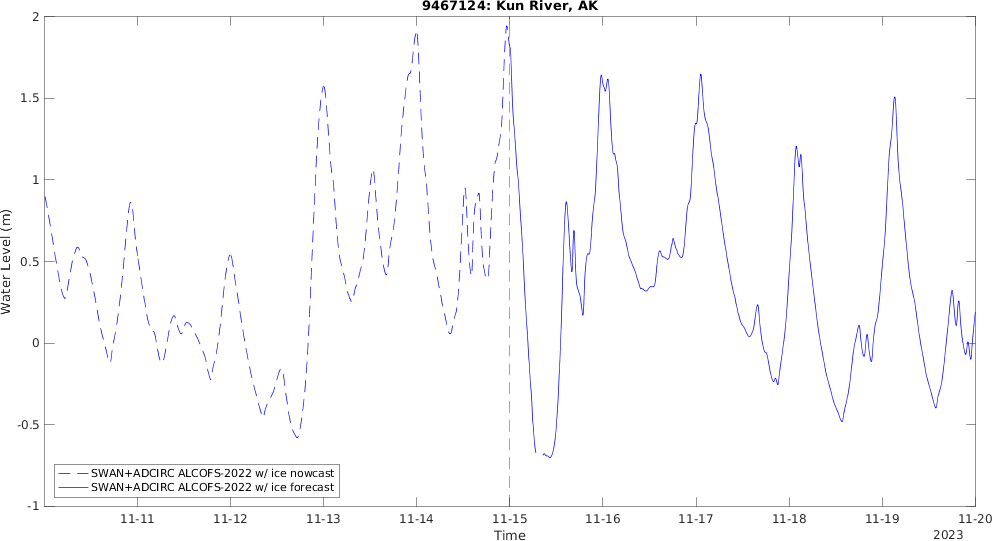 9467124: Kun River, AK
Water Level (m)
2
1.5
1
0.5
0
-0.5
-1
SWAN+ADCIRC ALCOFS-2022 w/ ice nowcast
SWAN+ADCIRC ALCOFS-2022 w/ ice forecast
11-11 11-12 11-13 11-14 11-15 11-16 11-17 11-18 11-19 11-20
Time
2023